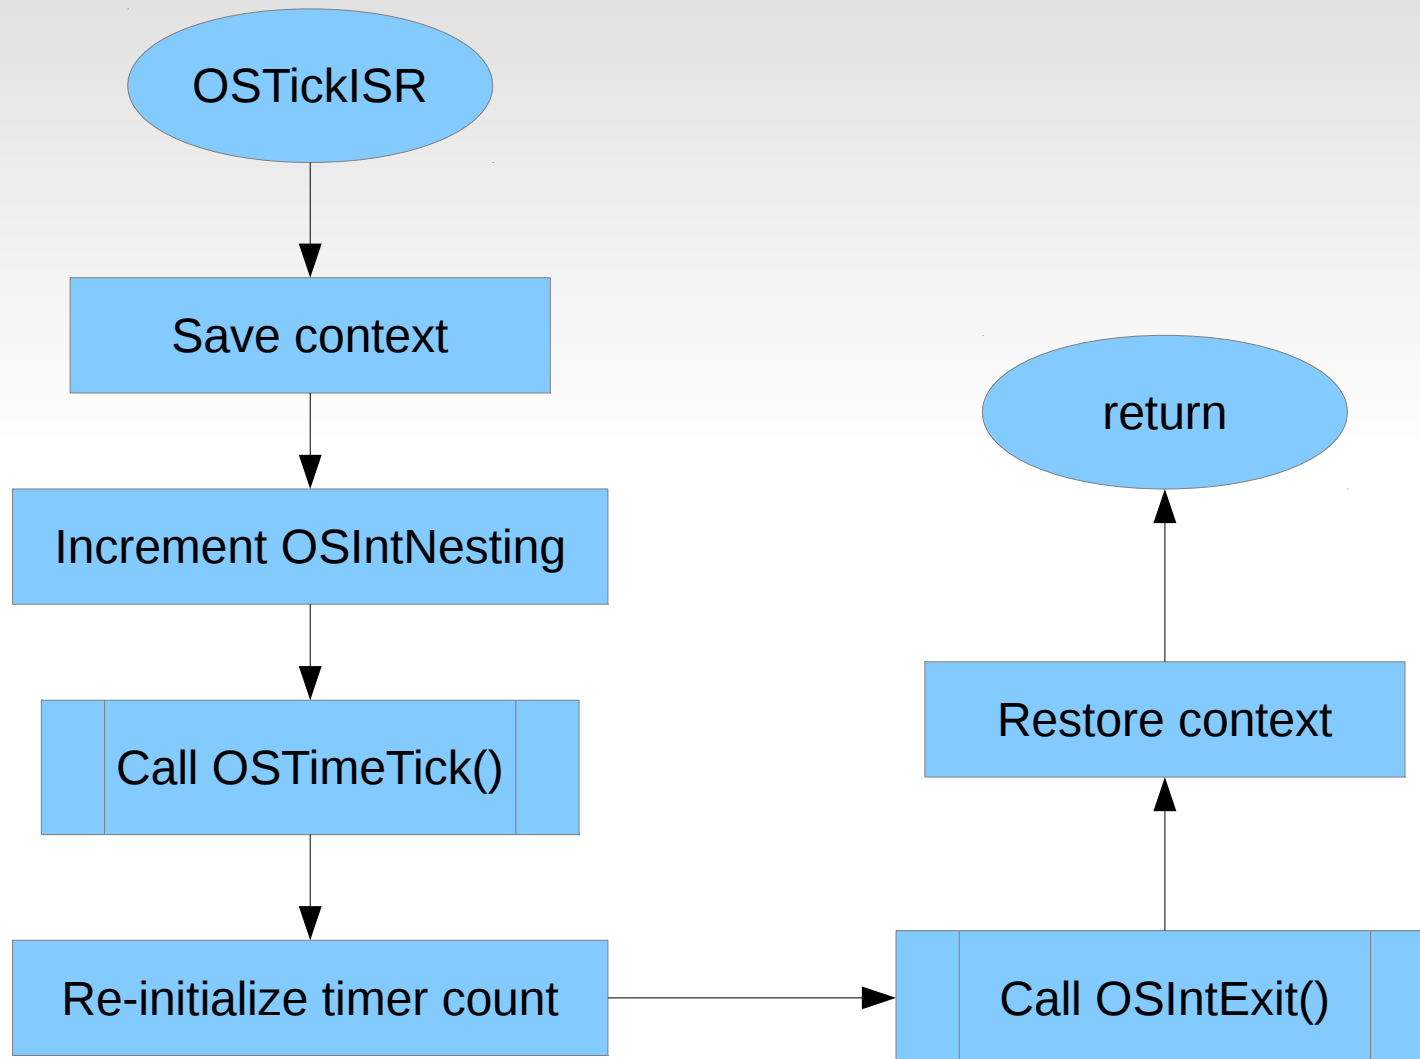 OSTickISR
Save context
Increment OSIntNesting
Call OSTimeTick()
Re-initialize timer count
Call OSIntExit()
Restore context
return